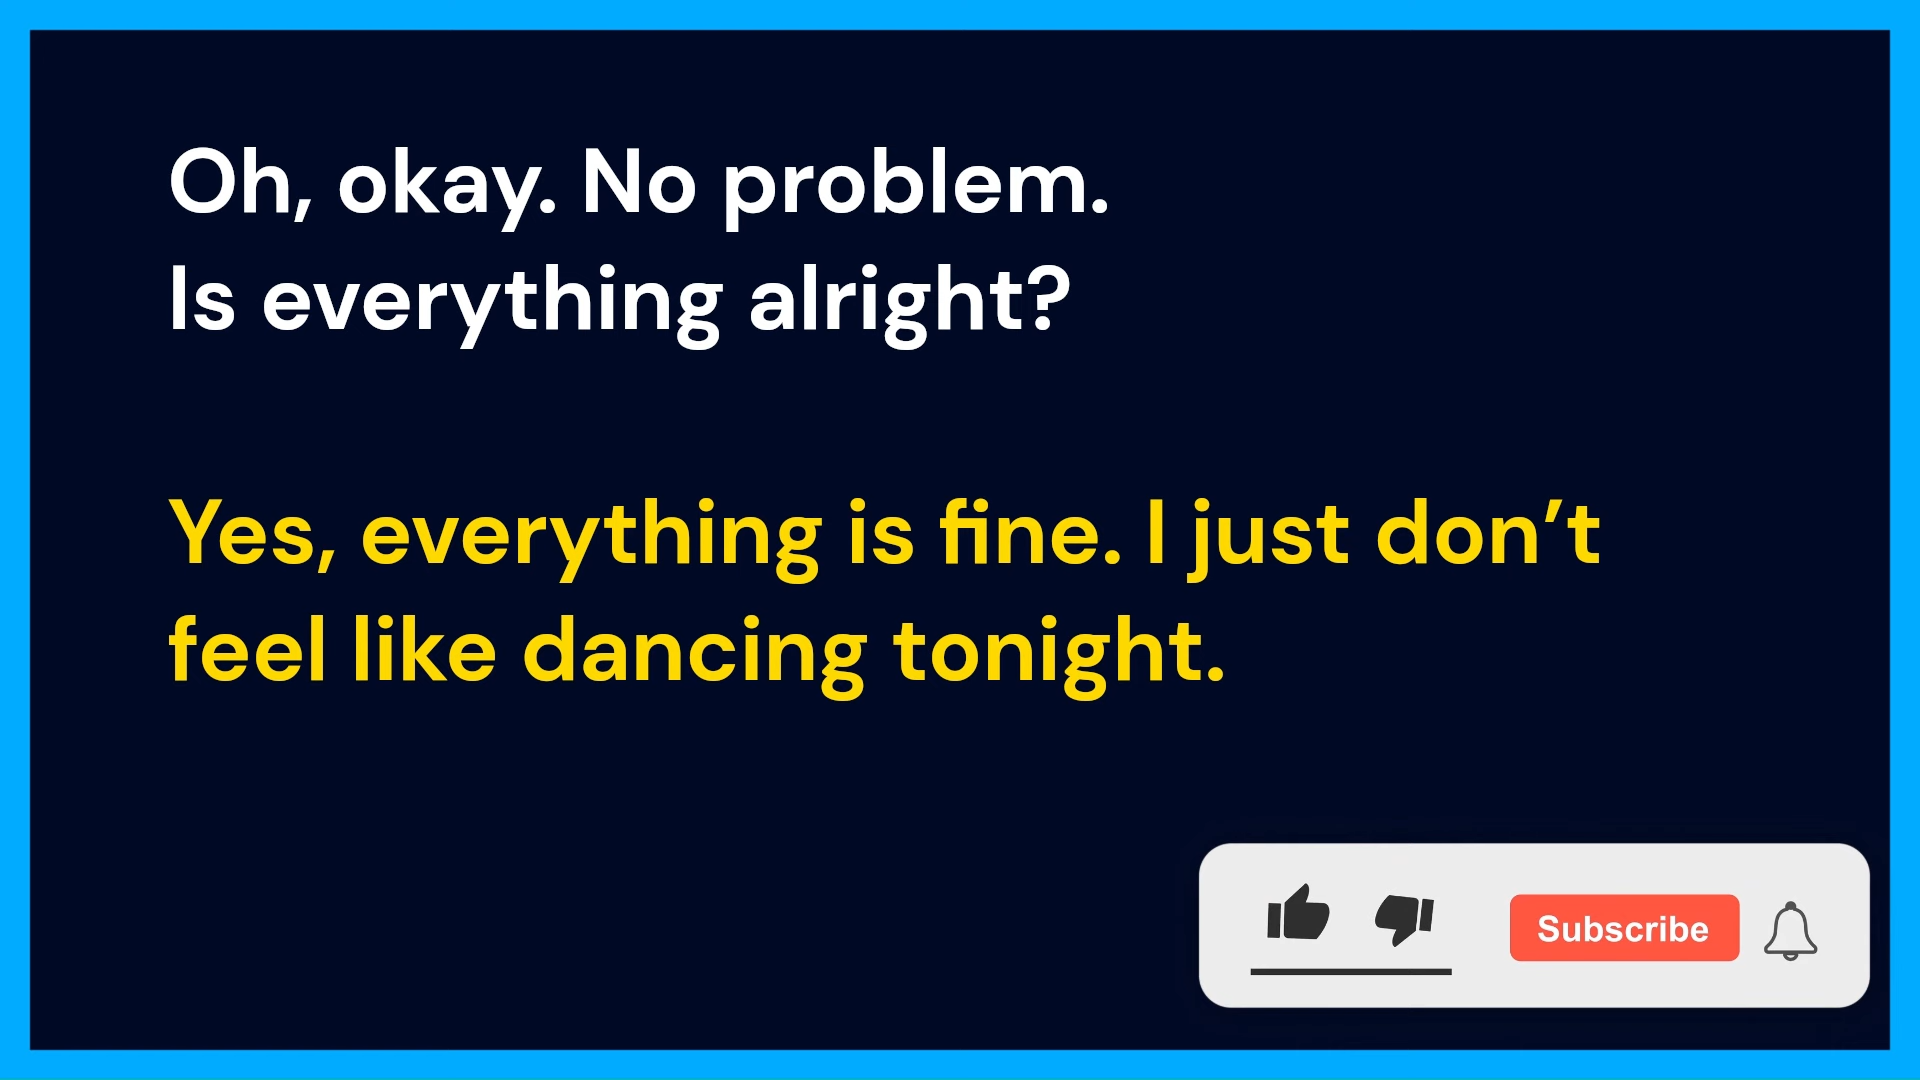 Oh, okay. No problem.
Is everything alright?
Yes, everything is fine. I just don’t
feel like dancing tonight.
Subscribe